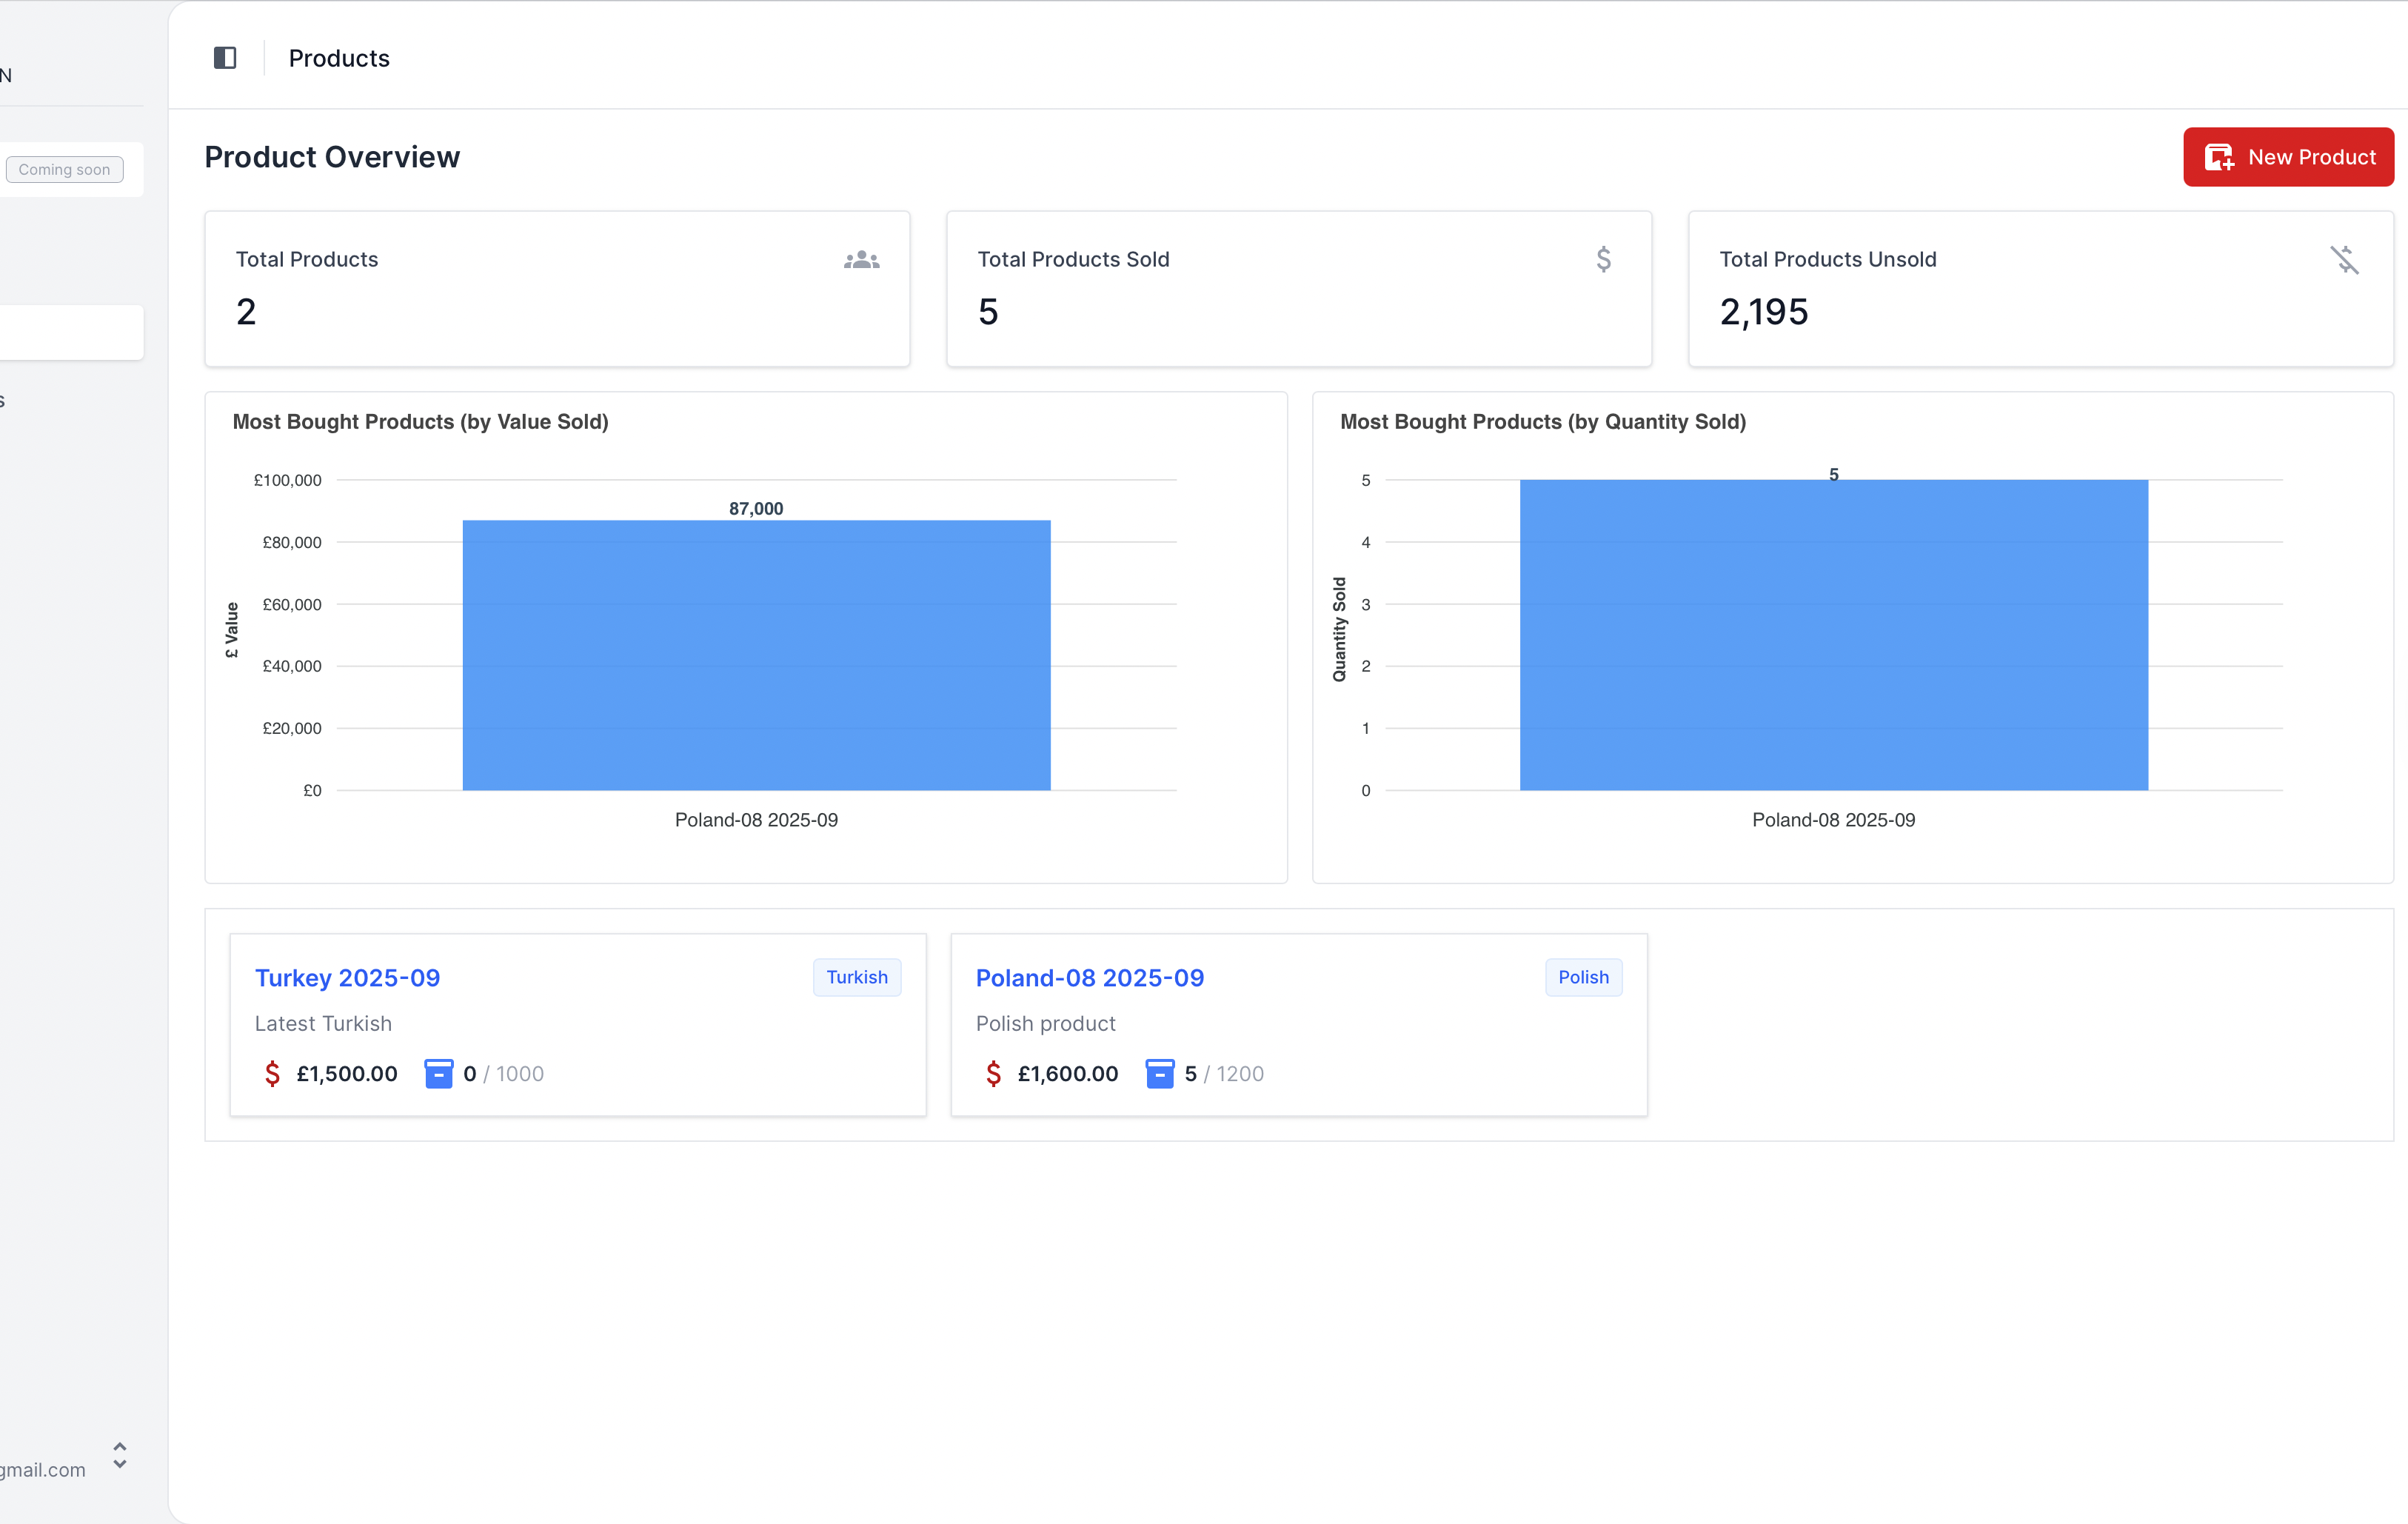 N
Coming soon
s
gmail.com
Products
Product Overview
New Product
Total Products
2
Total Products Sold
5
Total Products Unsold
2,195
Most Bought Products (by Value Sold)
£ Value
£100,000
£80,000
£60,000
£40,000
£20,000
£0
87,000
Poland-08 2025-09
Most Bought Products (by Quantity Sold)
Quantity Sold
5
4
3
2
1
0
5
Poland-08 2025-09
Turkey 2025-09
Turkish
Latest Turkish
$ £1,500.00 0 / 1000
Poland-08 2025-09
Polish
Polish product
$ £1,600.00 5 / 1200